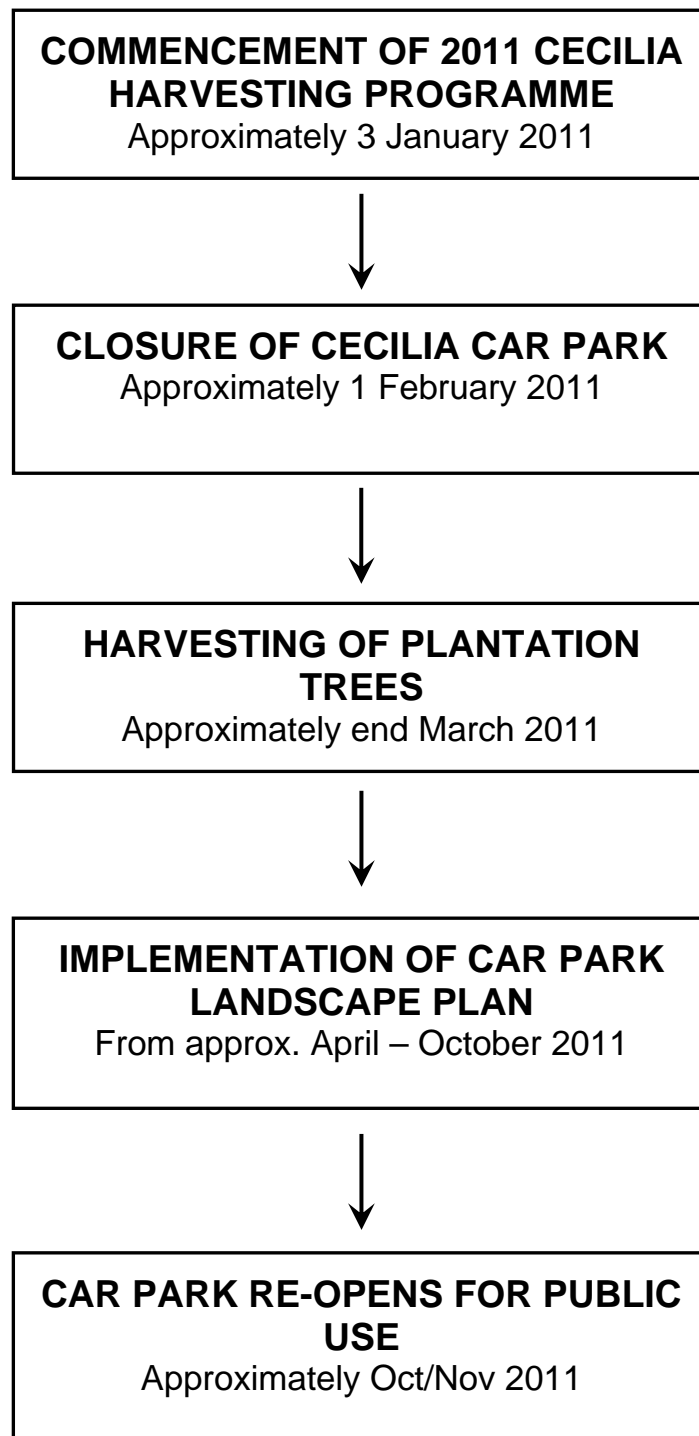 COMMENCEMENT OF 2011 CECILIA
HARVESTING PROGRAMME
Approximately 3 January 2011
CLOSURE OF CECILIA CAR PARK
Approximately 1 February 2011
HARVESTING OF PLANTATION
TREES
Approximately end March 2011
IMPLEMENTATION OF CAR PARK
LANDSCAPE PLAN
From approx. April – October 2011
CAR PARK RE-OPENS FOR PUBLIC
USE
Approximately Oct/Nov 2011